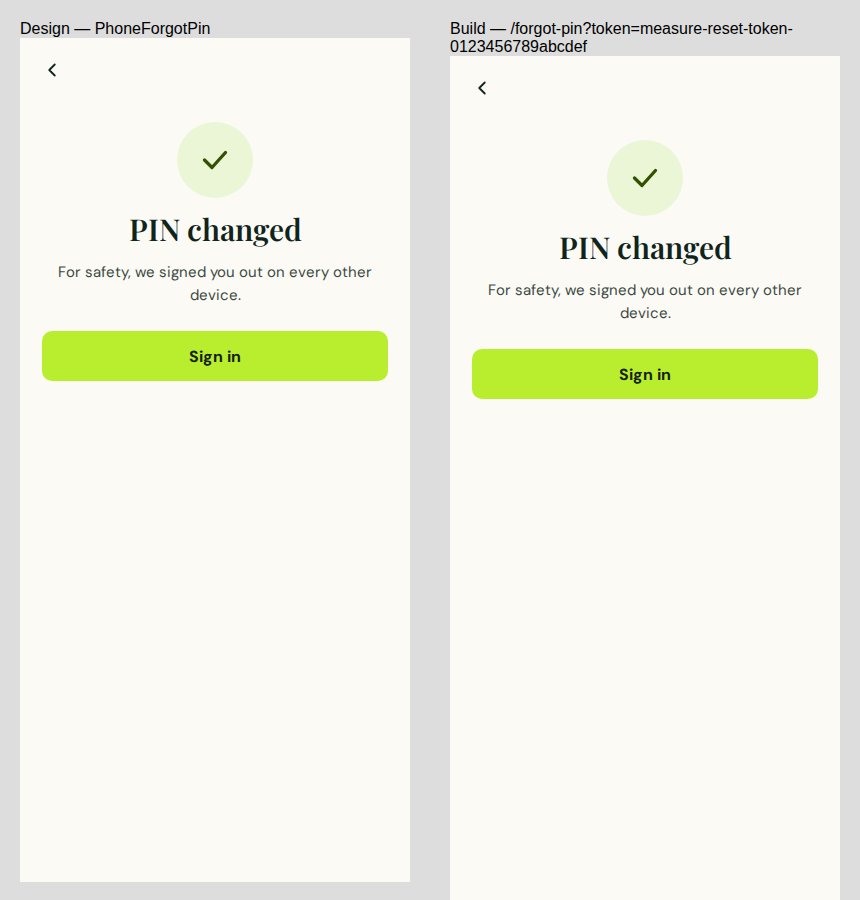 Design — PhoneForgotPin
PIN changed
For safety, we signed you out on every other
device.
Sign in
Build — /forgot-pin?token=measure-reset-token-
0123456789abcdef
PIN changed
For safety, we signed you out on every other
device.
Sign in